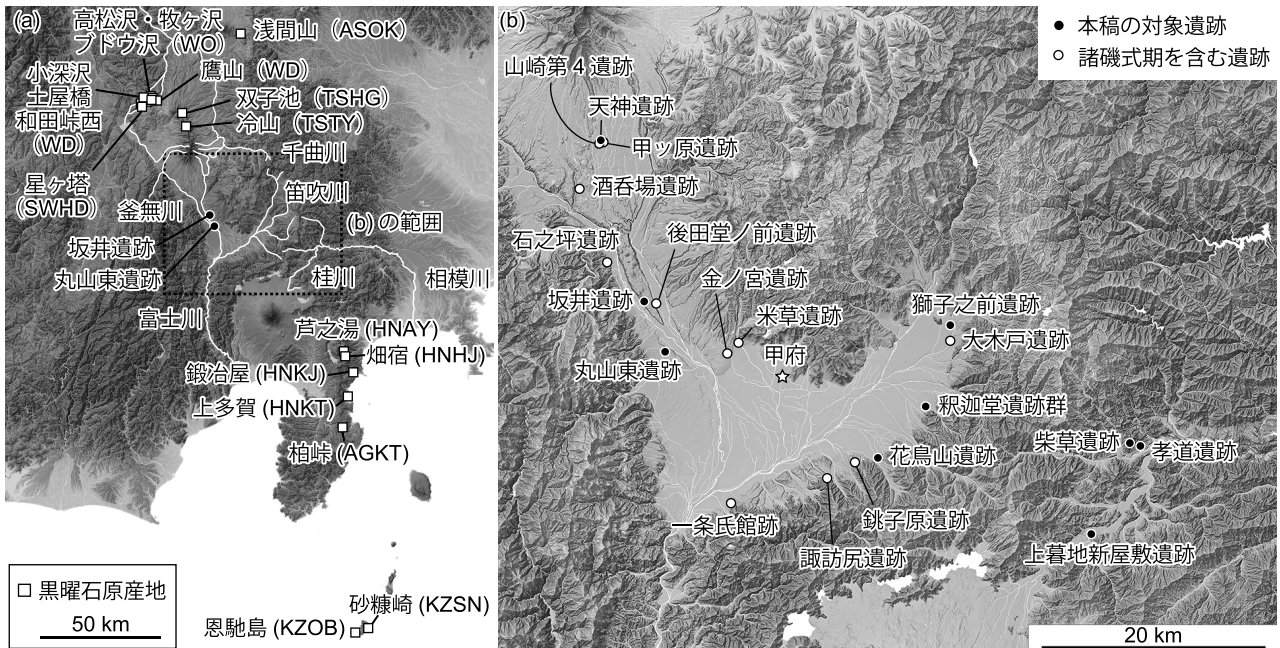 (a)
高松沢
牧ヶ沢
ブドウ沢
(WO)
浅間山 (ASOK)
小深沢
土屋橋
和田峠西
(WD)
鷹山 (WD)
双子池 (TSHG)
冷山 (TSTY)
千曲川
星ヶ塔
(SWHD)
釜無川
笛吹川
(b) の範囲
坂井遺跡
丸山東遺跡
桂川
相模川
富士川
芦之湯 (HNAY)
畑宿 (HNHJ)
鍛冶屋 (HNKJ)
上多賀 (HNKT)
柏峠 (AGKT)
□ 黒曜石原産地
50 km
砂糠崎 (KZSN)
恩馳島 (KZOB)
(b)
● 本稿の対象遺跡
○ 諸磯式期を含む遺跡
山崎第4遺跡
天神遺跡
甲ッ原遺跡
酒呑場遺跡
石之坪遺跡
後田堂ノ前遺跡
坂井遺跡
金ノ宮遺跡
米草遺跡
獅子之前遺跡
大木戸遺跡
丸山東遺跡
甲府
釈迦堂遺跡群
柴草遺跡
孝道遺跡
花鳥山遺跡
一条氏館跡
銚子原遺跡
諏訪尻遺跡
上暮地新屋敷遺跡
20 km